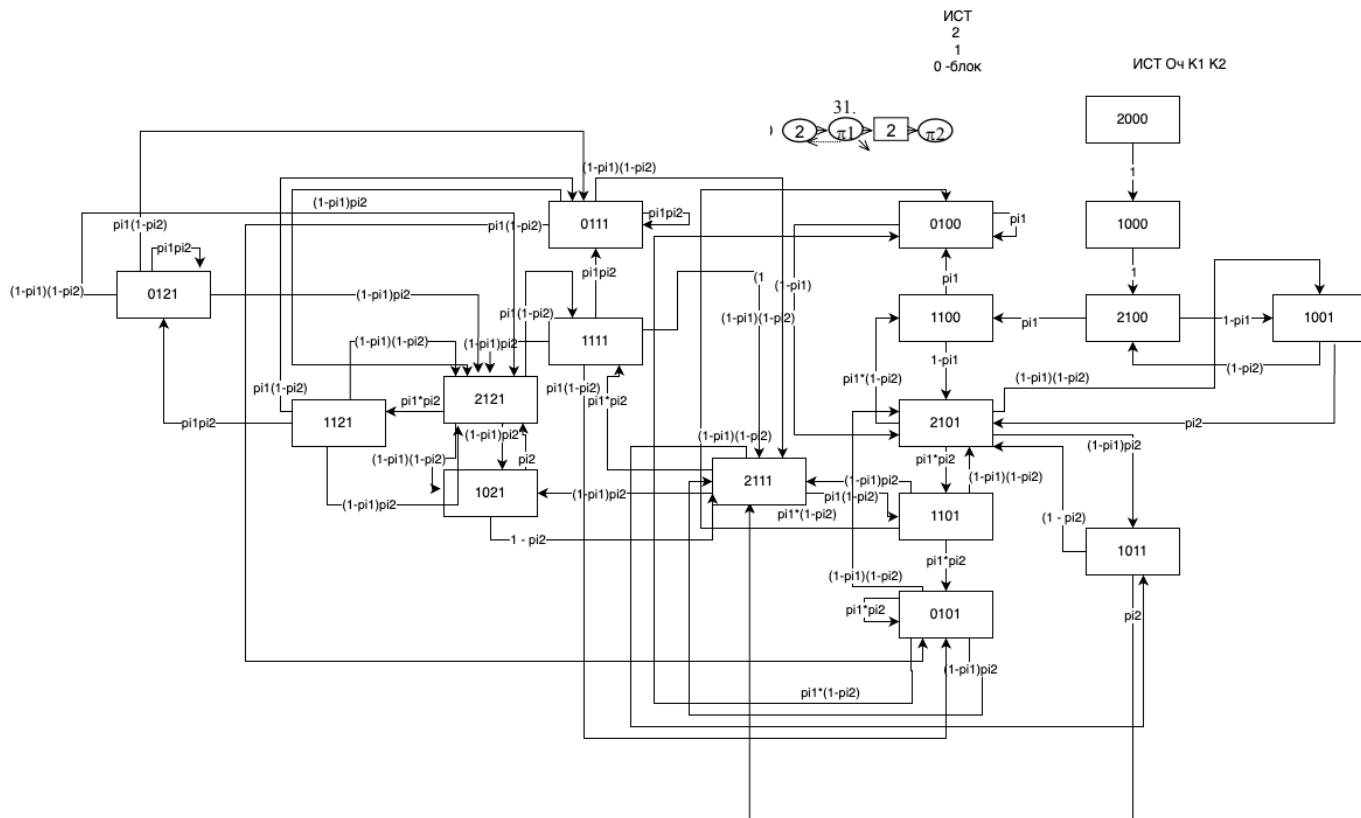 ИСТ
2
1
0 -блок
ИСТ Оч К1 К2
31.
2
π1
2
π2
2000
1
1000
1
2100
pi1
1-pi1
1001
(1-pi2)
pi2
0100
pi1
pi1
1100
1-pi1
(1-pi1)
pi1*(1-pi2)
(1-pi1)(1-pi2)
2101
(1-pi1)pi2
pi1*pi2
(1-pi1)(1-pi2)
1101
pi1*pi2
(1 - pi2)
1011
pi2
(1-pi1)(1-pi2)
pi1*pi2
0101
(1-pi1)pi2
pi1*(1-pi2)
(1-pi1)(1-pi2)
(1-pi1)pi2
pi1(1-pi2)
0111
pi1pi2
pi1(1-pi2)
pi1pi2
(1-pi1)(1-pi2)
0121
(1-pi1)pi2
pi1pi2
(1
(1-pi1)(1-pi2)
pi1(1-pi2)
1111
(1-pi1)(1-pi2)
(1-pi1)pi2
pi1(1-pi2)
pi1(1-pi2)
pi1*pi2
2121
pi1*pi2
1121
pi1pi2
(1-pi1)pi2
(1-pi1)(1-pi2)
pi2
(1-pi1)(1-pi2)
1021
(1-pi1)pi2
(1-pi1)pi2
2111
(1-pi1)pi2
pi1(1-pi2)
pi1*(1-pi2)
1 - pi2